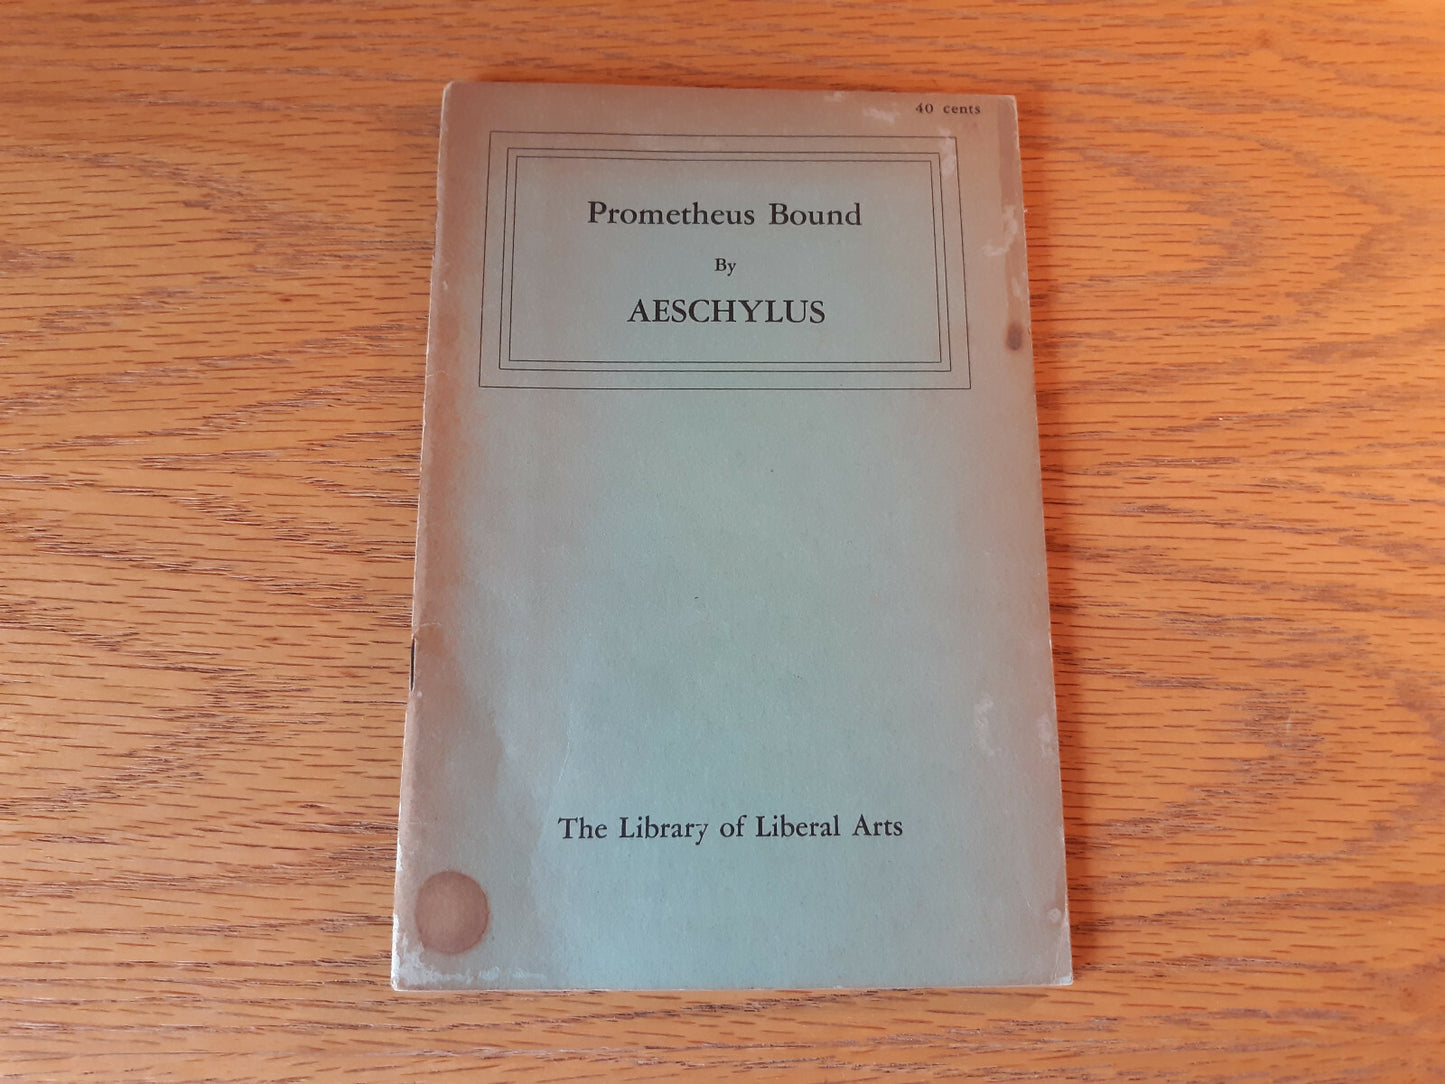 40 cents
Prometheus Bound
By
AESCHYLUS
The Library of Liberal Arts